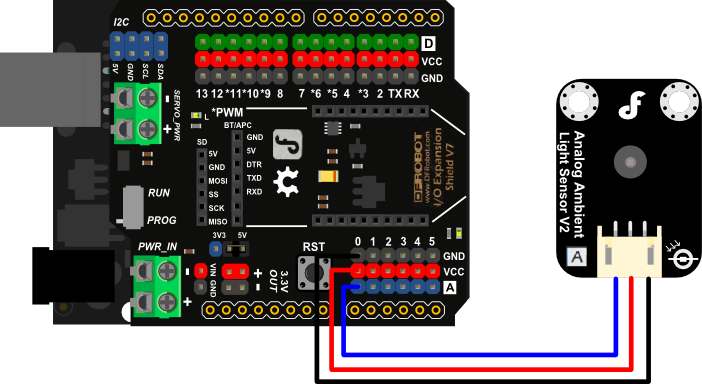 I2C
5V GND SCL SDA
SERVO_PWR
- +
D
VCC
GND
13 12 *11 *10 *9 8 7 *6 *5 4 *3 2 TX RX
L
*PWM
BT/APC
SD
5V
GND
MOSI
SS
SCK
MISO
GND
5V
DTR
TXD
RXD
DFROBOT
www.DFRobot.com
I/O Expansion
Shield V7
RUN
PROG
PWR_IN
- +
3V3 5V
VIN GND
+ -
3.3V
OUT
RST
0 1 2 3 4 5
GND
VCC
A
Analog Ambient
Light Sensor V2
A